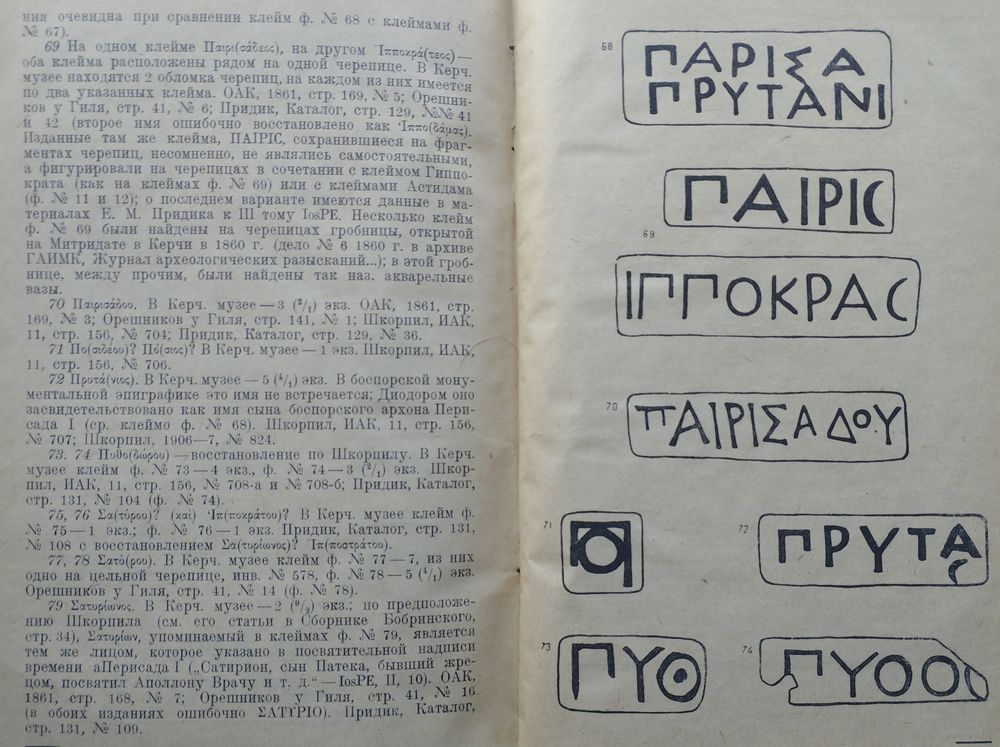 ния очевидна при сравнении клейм ф. № 68 с клеймами ф.
№ 67).
69 На одном клейме Παιρι(σάδεος), на другом Ἱπποκρά(τεος) —
оба клейма расположены рядом на одной черепице. В Керч.
музее находятся 2 обломка черепиц, на каждом из них имеется
по два указанных клейма. ОАК, 1861, стр. 169, № 5; Орешни-
ков у Гиля, стр. 41, № 6; Придик, Каталог, стр. 129, №№ 41
и 42 (второе имя ошибочно восстановлено как Ἱππο(δάμας).
Изданные там же клейма, ΠΑΙΡΙC, сохранившиеся на фраг-
ментах черепиц, несомненно, не являлись самостоятельными,
а фигурировали на черепицах в сочетании с клеймом Гиппо-
крата (как на клеймах ф. № 69) или с клеймами Астидама
(ф. № 11 и 12); о последнем варианте имеются данные в ма-
териалах Е. М. Придика к III тому IosPE. Несколько клейм
ф. № 69 были найдены на черепицах гробницы, открытой
на Митридате в Керчи в 1860 г. (дело № 6 1860 г. в архиве
ГАИМК, Журнал археологических разысканий...); в этой гроб-
нице, между прочим, были найдены так наз. акварельные
вазы.
70 Παιρισάδου. В Керч. музее — 3 (²/₁) экз. ОАК, 1861, стр.
169, № 3; Орешников у Гиля, стр. 141, № 1; Шкорпил, ИАК,
11, стр. 156, № 704; Придик, Каталог, стр. 129, № 36.
71 Πο(σιδέου)? Πό(σιος)? В Керч. музее — 1 экз. Шкорпил, ИАК,
11, стр. 156, № 706.
72 Πρυτά(νιος). В Керч. музее — 5 (⁴/₁) экз. В боспорской мону-
ментальной эпиграфике это имя не встречается; Диодором оно
засвидетельствовано как имя сына боспорского архона Пери-
сада I (ср. клеймо ф. № 68). Шкорпил, ИАК, 11, стр. 156,
№ 707; Шкорпил, 1906—7, № 824.
73, 74 Ποθο(δώρου) — восстановление по Шкорпилу. В Керч.
музее клейм ф. № 73 — 4 экз., ф. № 74 — 3 (²/₁) экз. Шкор-
пил, ИАК, 11, стр. 156, № 708-а и № 708-б; Придик, Каталог,
стр. 131, № 104 (ф. № 74).
75, 76 Σα(τύρου)? (καὶ) Ἱπ(ποκράτου)? В Керч. музее клейм ф.
№ 75 — 1 экз.; ф. № 76 — 1 экз. Придик, Каталог, стр. 131,
№ 108 с восстановлением Σα(τυρίωνος)? Ἱπ(ποστράτου).
77, 78 Σατύ(ρου). В Керч. музее клейм ф. № 77 — 7, из них
одно на цельной черепице, инв. № 578, ф. № 78 — 5 (⁴/₁) экз.
Орешников у Гиля, стр. 41, № 14 (ф. № 78).
79 Σατυρίωνος. В Керч. музее — 2 (⁰/₂) экз.; по предположе-
нию Шкорпила (см. его статьи в Сборнике Бобринского,
стр. 34), Σατυρίων, упоминаемый в клеймах ф. № 79, является
тем же лицом, которое указано в посвятительной надписи
времени аПерисада I („Сатирион, сын Патека, бывший жре-
цом, посвятил Аполлону Врачу и т. д.“ — IosPE, II, 10). ОАК,
1861, стр. 168, № 7; Орешников у Гиля, стр. 41, № 16
(в обоих изданиях ошибочно ΣΑΤΥΡΙΟ). Придик, Каталог,
стр. 131, № 109.
68
ΠΑΡΙΣΑ
ΠΡΥΤΑΝΙ
ΠΑΙΡΙC
69
ΙΠΠΟΚΡΑC
70
ΠΑΙΡΙΣΑΔΟΥ
71
72
ΠΡΥΤΑ
73
ΠΥΘ
74
ΠΥΟΟ